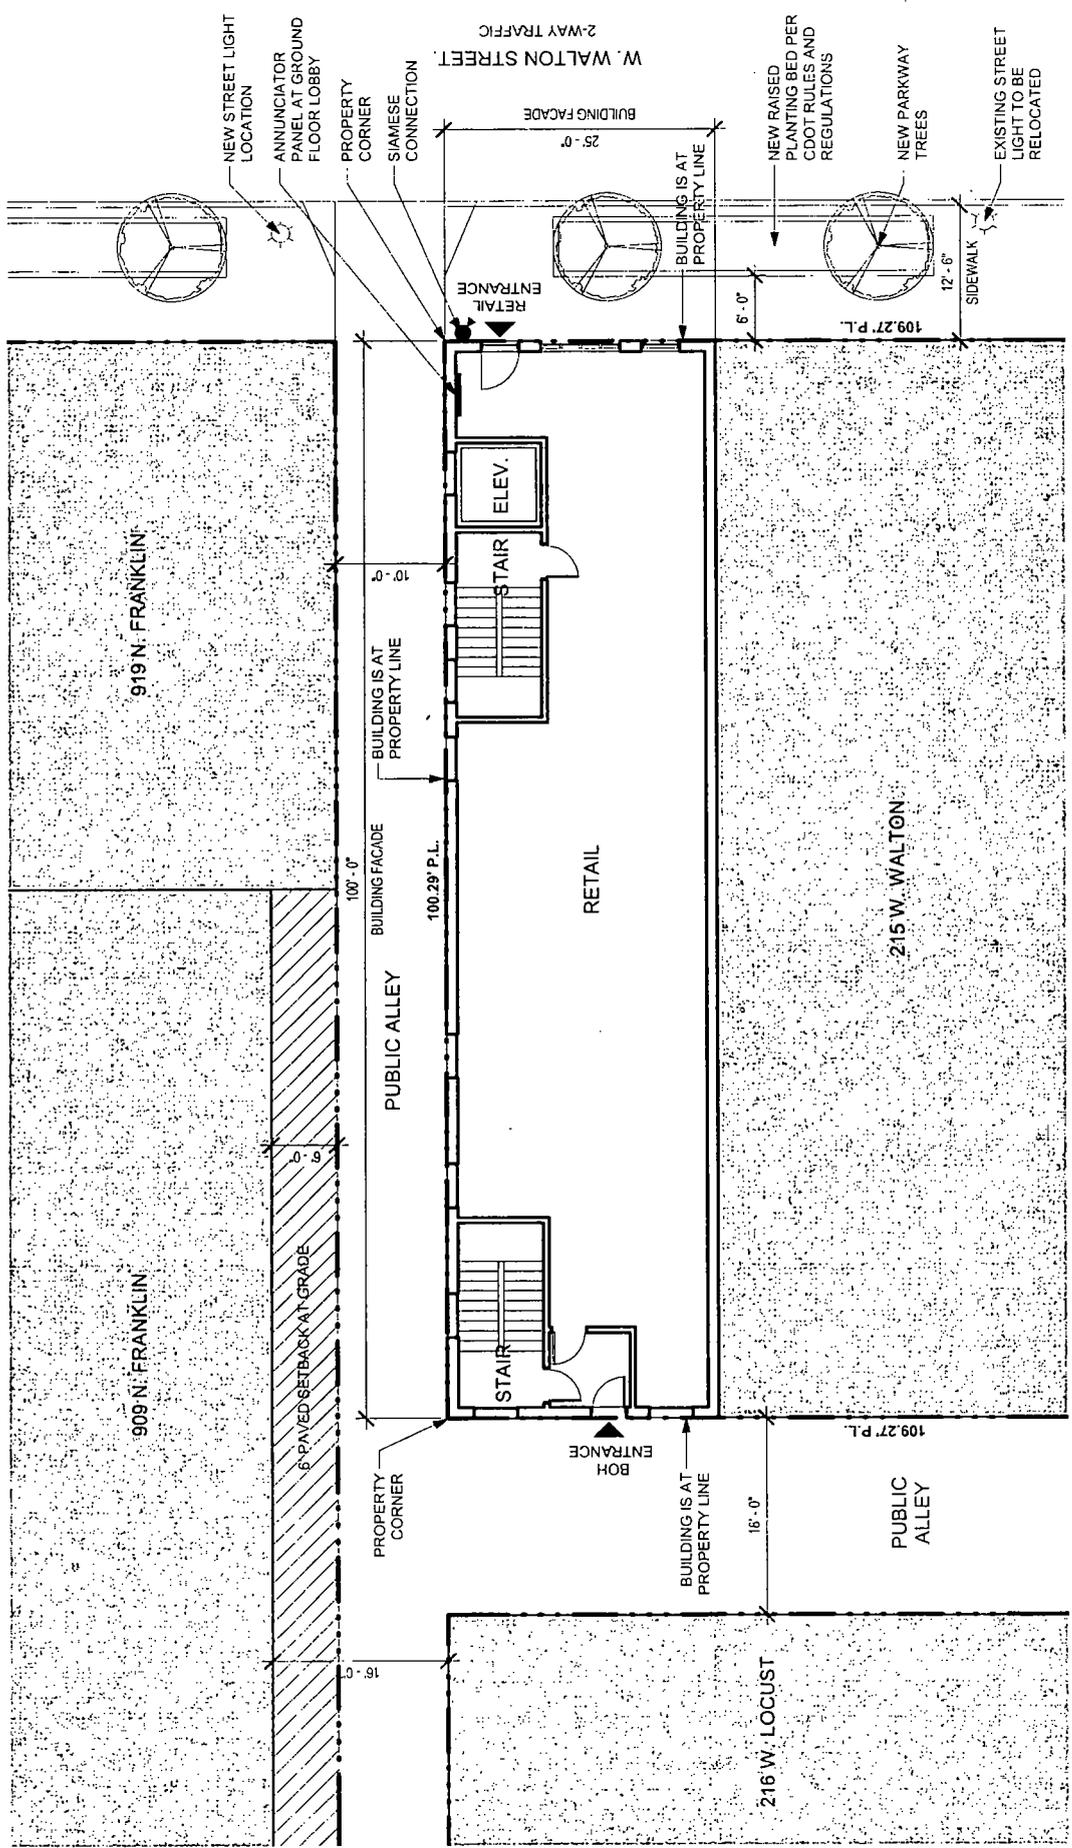 W. WALTON STREET.
2-WAY TRAFFIC
NEW STREET LIGHT
LOCATION
ANUNCIATOR
PANEL AT GROUND
FLOOR LOBBY
PROPERTY
CORNER
SIAMESE
CONNECTION
BUILDING FACADE
25' - 0"
BUILDING IS AT
PROPERTY LINE
NEW RAISED
PLANTING BED PER
CDOT RULES AND
REGULATIONS
NEW PARKWAY
TREES
EXISTING STREET
LIGHT TO BE
RELOCATED
RETAIL
ENTRANCE
6' - 0"
12' - 6"
SIDEWALK
109.27' P.L.
919 N. FRANKLIN
10' - 0"
ELEV.
STAIR
BUILDING IS AT
PROPERTY LINE
100' - 0"
BUILDING FACADE
100.29' P.L.
PUBLIC ALLEY
RETAIL
215 W. WALTON
6' - 0"
6' PAVED SETBACK AT GRADE
909 N. FRANKLIN
STAIR
PROPERTY
CORNER
BOH
ENTRANCE
BUILDING IS AT
PROPERTY LINE
109.27' P.L.
16' - 0"
PUBLIC
ALLEY
16' - 0"
216 W. LOCUST